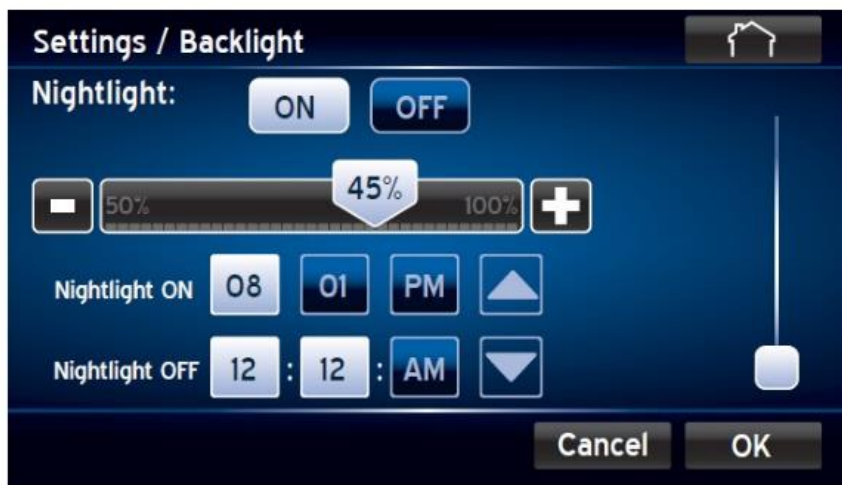 Settings / Backlight
Nightlight: ON OFF
- 50% 45% 100% +
Nightlight ON 08 01 PM
Nightlight OFF 12 : 12 : AM
Cancel OK